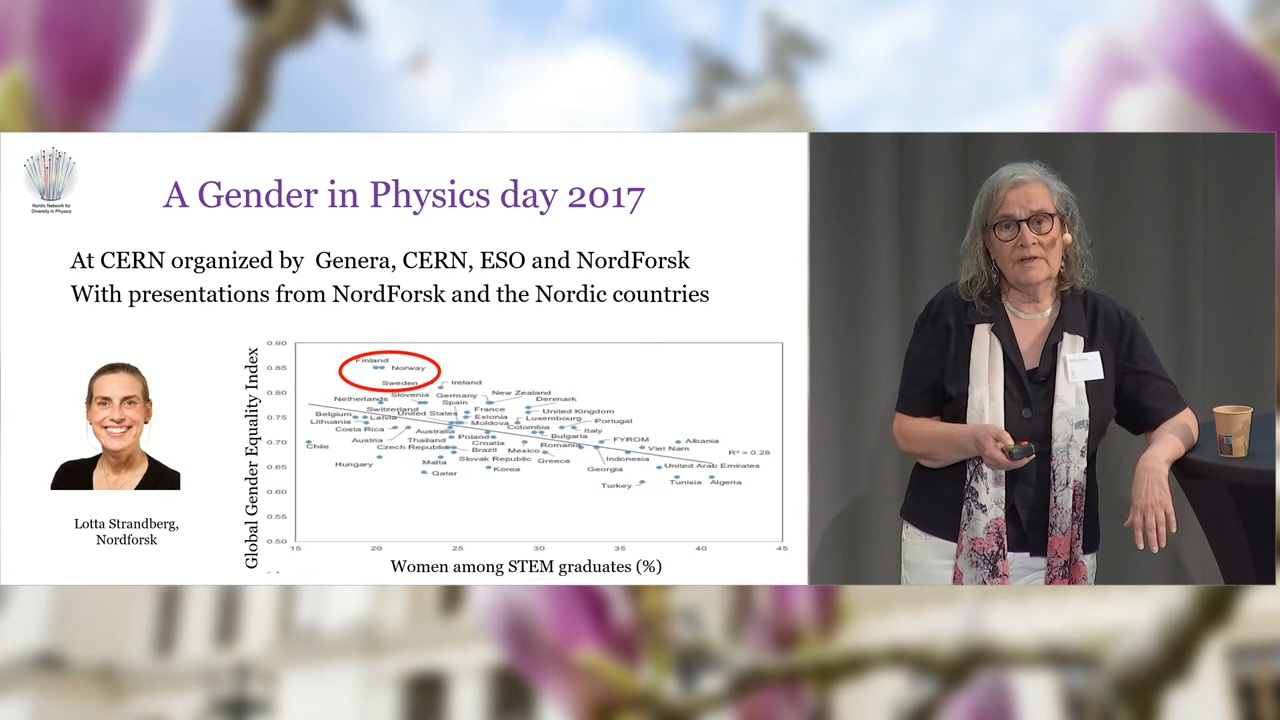 Nordic Network for
Diversity in Physics
A Gender in Physics day 2017
At CERN organized by Genera, CERN, ESO and NordForsk
With presentations from NordForsk and the Nordic countries
Lotta Strandberg,
Nordforsk
Global Gender Equality Index
0.90
0.85
0.80
0.75
0.70
0.65
0.60
0.55
0.50
Finland
Norway
Sweden
Ireland
Netherlands
Slovenia
Germany
New Zealand
Spain
Denmark
Switzerland
United States
France
United Kingdom
Belgium
Latvia
Estonia
Luxembourg
Lithuania
Moldova
Portugal
Costa Rica
Australia
Colombia
Italy
Austria
Thailand
Poland
Bulgaria
FYROM
Albania
Chile
Czech Republic
Croatia
Romania
Viet Nam
Brazil
Mexico
R² = 0.28
Hungary
Malta
Slovak Republic
Greece
Indonesia
Qatar
Korea
Georgia
United Arab Emirates
Turkey
Tunisia
Algeria
15
20
25
30
35
40
45
Women among STEM graduates (%)